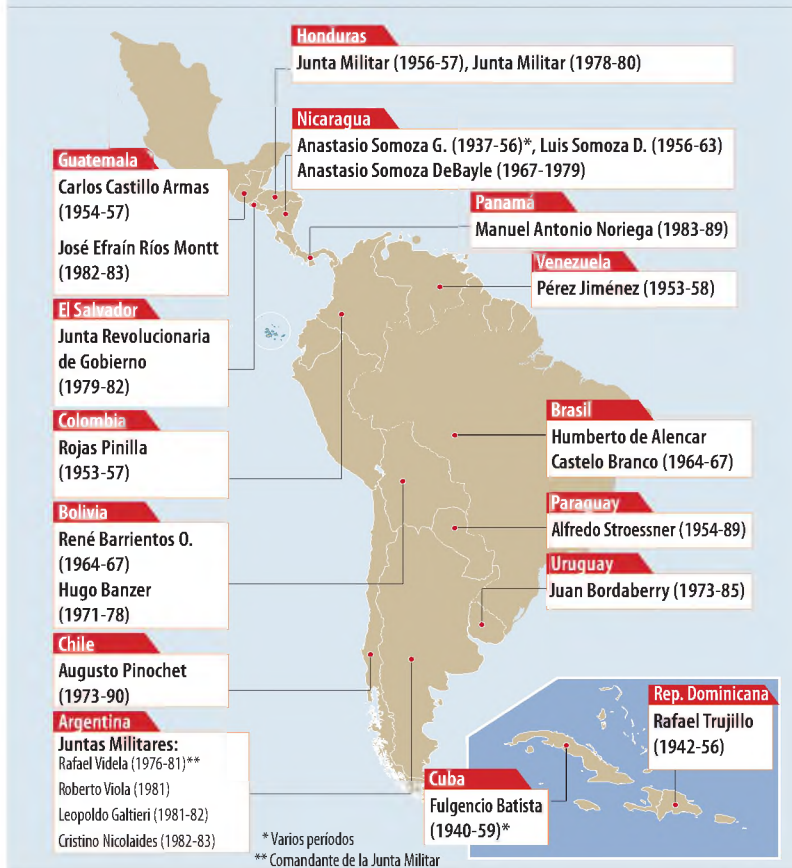 Honduras
Junta Militar (1956-57), Junta Militar (1978-80)
Nicaragua
Anastasio Somoza G. (1937-56)*, Luis Somoza D. (1956-63)
Anastasio Somoza DeBayle (1967-1979)
Guatemala
Carlos Castillo Armas
(1954-57)
José Efraín Ríos Montt
(1982-83)
Panamá
Manuel Antonio Noriega (1983-89)
Venezuela
Pérez Jiménez (1953-58)
El Salvador
Junta Revolucionaria
de Gobierno
(1979-82)
Colombia
Rojas Pinilla
(1953-57)
Brasil
Humberto de Alencar
Castelo Branco (1964-67)
Bolivia
René Barrientos O.
(1964-67)
Hugo Banzer
(1971-78)
Paraguay
Alfredo Stroessner (1954-89)
Uruguay
Juan Bordaberry (1973-85)
Chile
Augusto Pinochet
(1973-90)
Argentina
Juntas Militares:
Rafael Videla (1976-81)**
Roberto Viola (1981)
Leopoldo Galtieri (1981-82)
Cristino Nicolaides (1982-83)
Rep. Dominicana
Rafael Trujillo
(1942-56)
Cuba
Fulgencio Batista
(1940-59)*
* Varios períodos
** Comandante de la Junta Militar